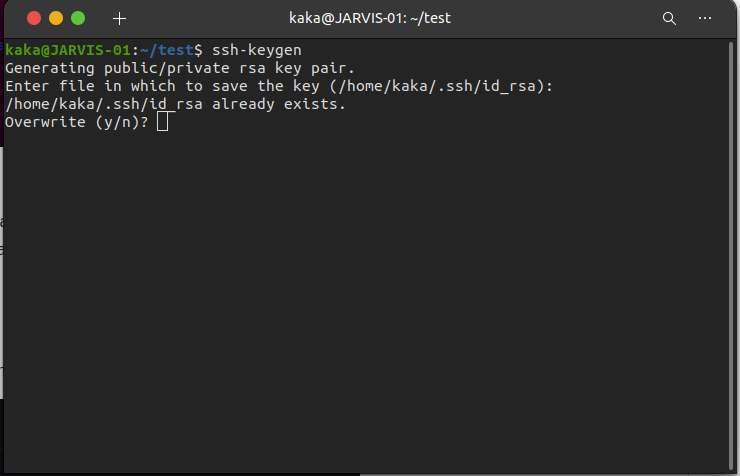 kaka@JARVIS-01: ~/test
kaka@JARVIS-01:~/test$ ssh-keygen
Generating public/private rsa key pair.
Enter file in which to save the key (/home/kaka/.ssh/id_rsa):
/home/kaka/.ssh/id_rsa already exists.
Overwrite (y/n)?